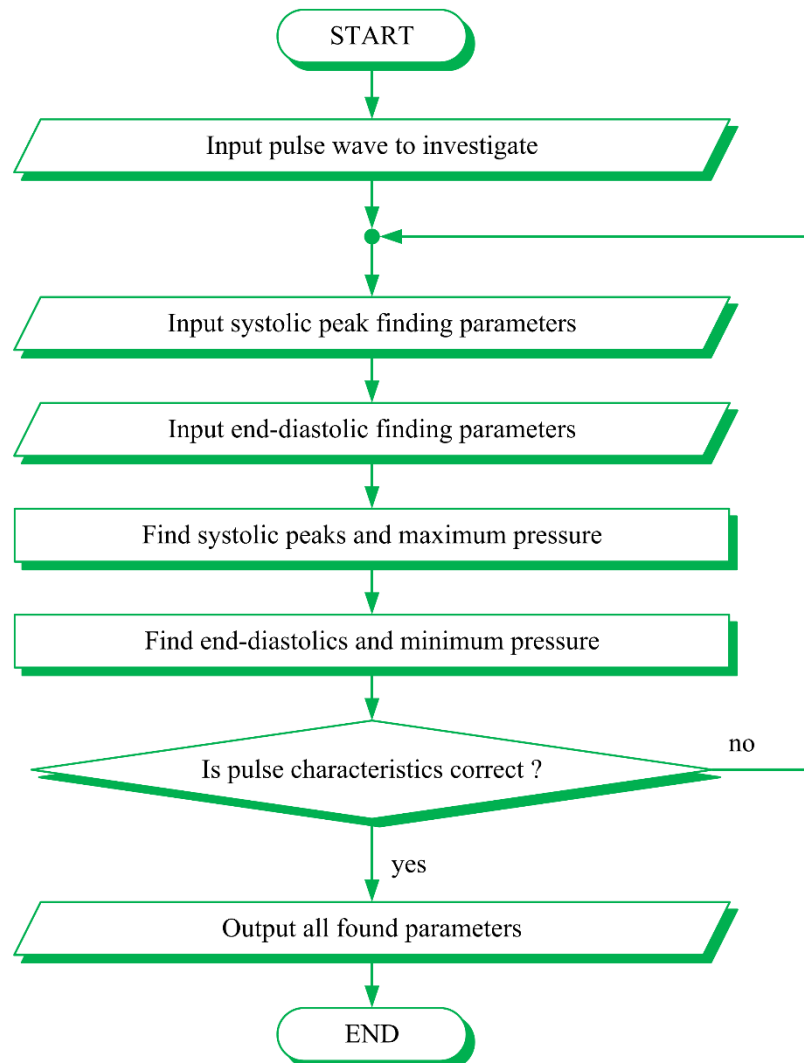 START
Input pulse wave to investigate
Input systolic peak finding parameters
Input end-diastolic finding parameters
Find systolic peaks and maximum pressure
Find end-diastolics and minimum pressure
Is pulse characteristics correct ?
no
yes
Output all found parameters
END